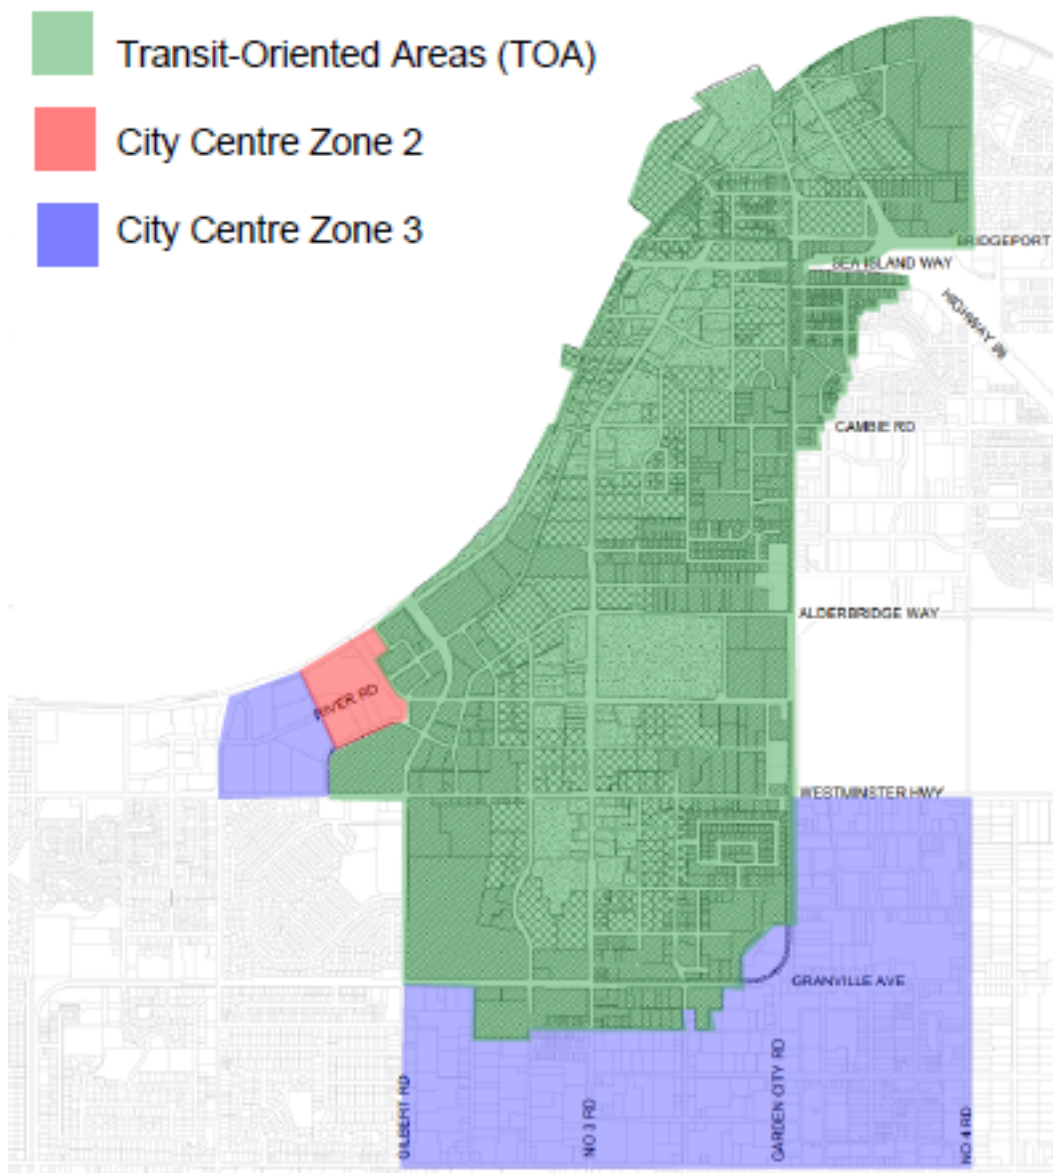 Transit-Oriented Areas (TOA)
City Centre Zone 2
City Centre Zone 3
BRIDGEPORT
SEA ISLAND WAY
HIGHWAY
CAMBIE RD
ALDERBRIDGE WAY
RIVER RD
WESTMINSTER HWY
GRANVILLE AVE
GILBERT RD
NO 3 RD
GARDEN CITY RD
NO 4 RD